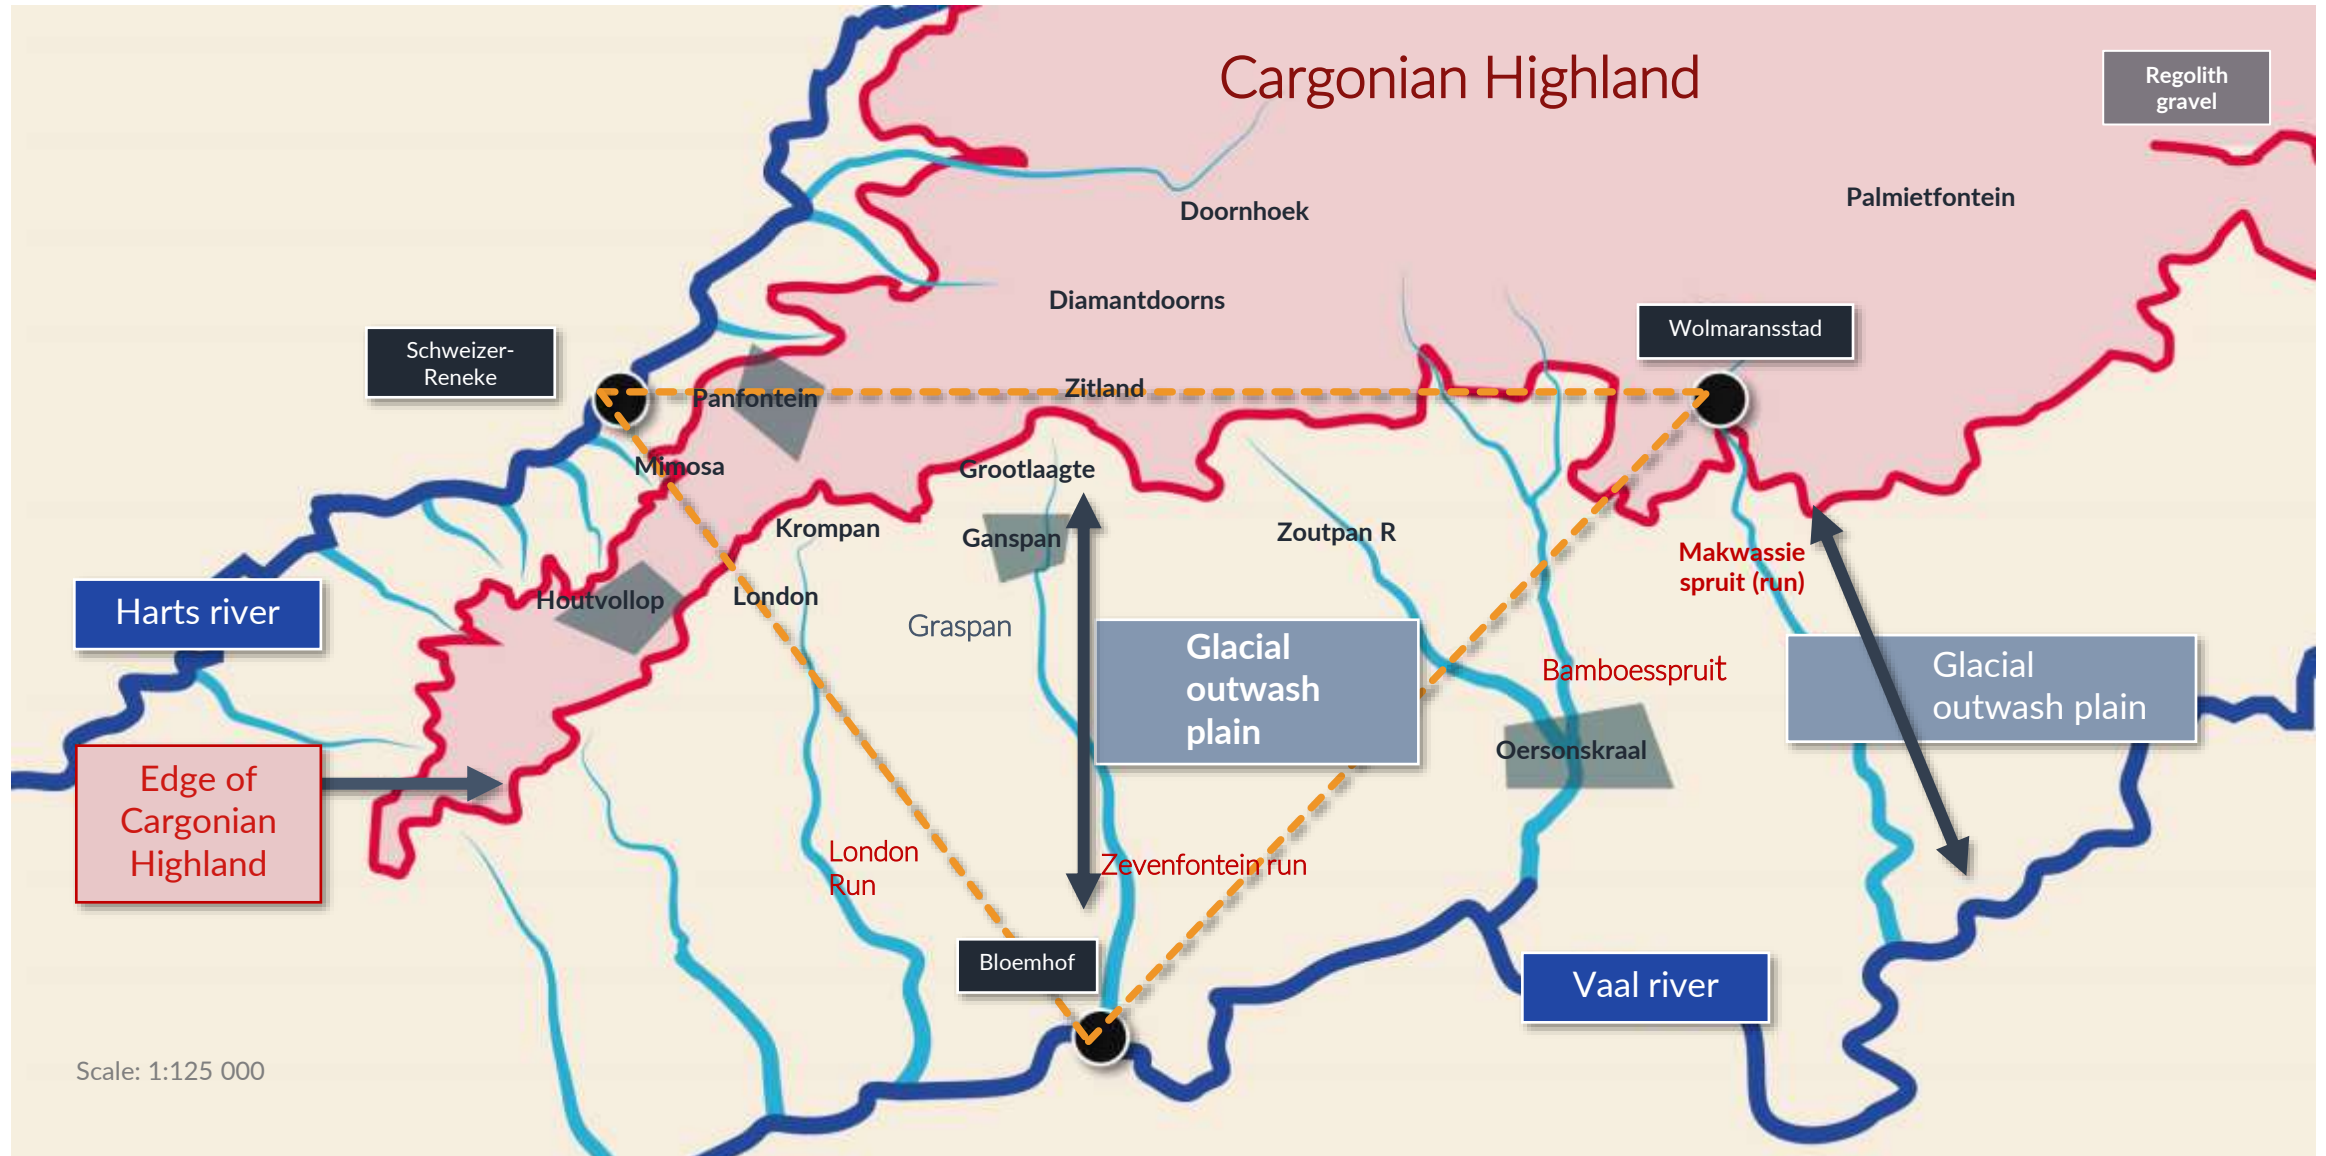 Cargonian Highland
Regolith
gravel
Palmietfontein
Doornhoek
Diamantdoorns
Wolmaransstad
Schweizer-
Reneke
Zitland
Panfontein
Mimosa
Grootlaagte
Krompan
Ganspan
Zoutpan R
Makwassie
spruit (run)
Houtvollop
London
Harts river
Graspan
Glacial
outwash
plain
Bamboesspruit
Glacial
outwash plain
Oersonskraal
Edge of
Cargonian
Highland
London
Run
Zevenfontein run
Bloemhof
Vaal river
Scale: 1:125 000